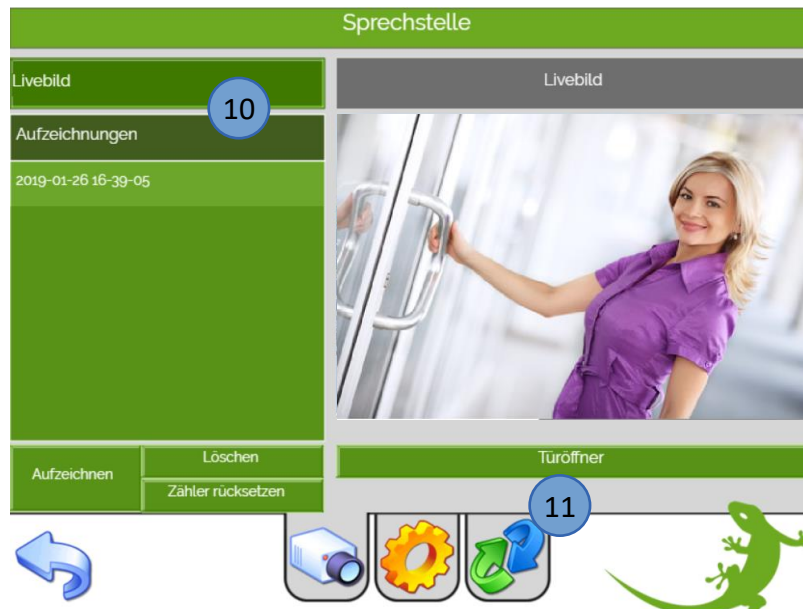 Sprechstelle
Livebild
10
Aufzeichnungen
2019-01-26 16-39-05
Livebild
Aufzeichnen
Löschen
Zähler rücksetzen
Türöffner
11